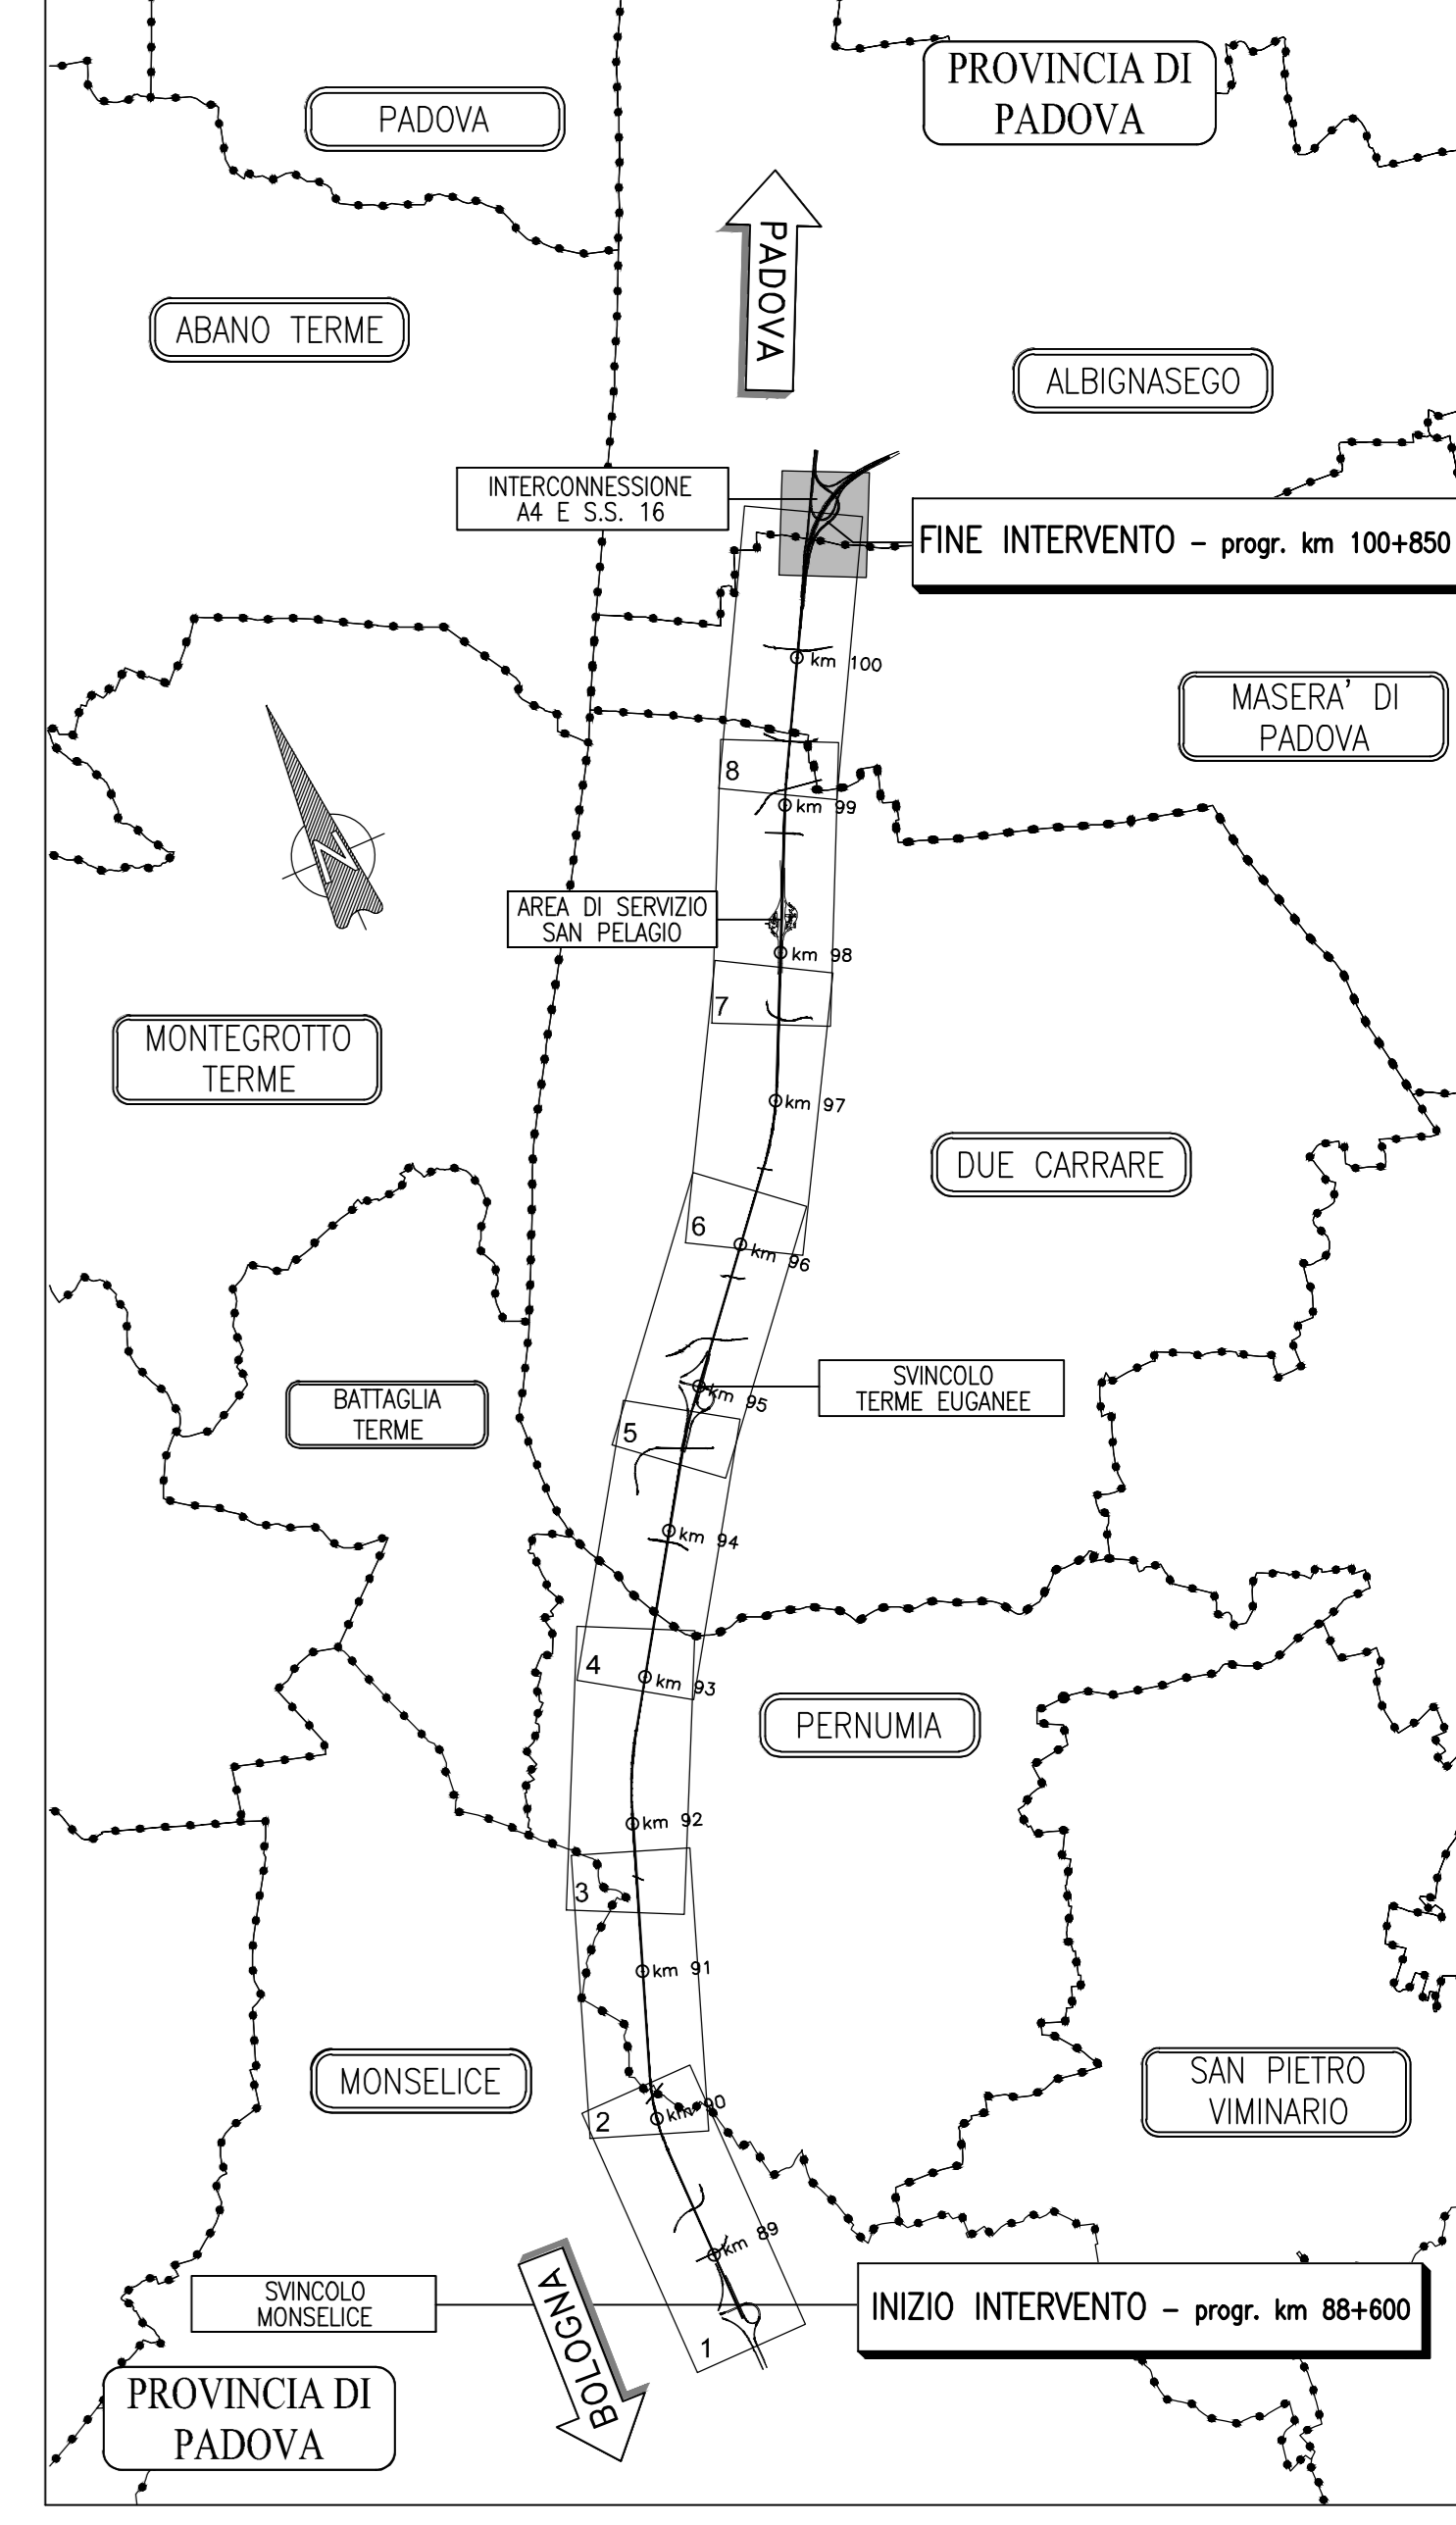 PROVINCIA DI
PADOVA
PADOVA
PADOVA
ABANO TERME
ALBIGNASEGO
INTERCONNESSIONE
A4 E S.S. 16
FINE INTERVENTO – progr. km 100+850
km 100
MASERA' DI
PADOVA
8
km 99
N
AREA DI SERVIZIO
SAN PELAGIO
km 98
7
MONTEGROTTO
TERME
km 97
DUE CARRARE
6
km 96
SVINCOLO
TERME EUGANEE
km 95
BATTAGLIA
TERME
5
km 94
4
km 93
PERNUMIA
km 92
3
km 91
MONSELICE
SAN PIETRO
VIMINARIO
2
km 90
km 89
BOLOGNA
SVINCOLO
MONSELICE
INIZIO INTERVENTO – progr. km 88+600
1
PROVINCIA DI
PADOVA